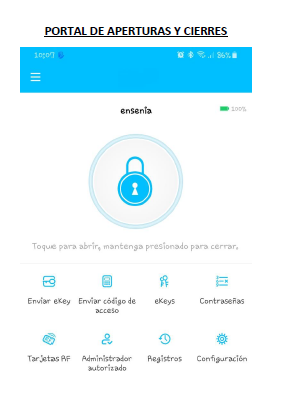 PORTAL DE APERTURAS Y CIERRES
10:07 36%
ensenia 100%
Toque para abrir, mantenga presionado para cerrar.
Enviar eKey Enviar código de acceso eKeys Contraseñas
Tarjetas RF Administrador autorizado Registros Configuración